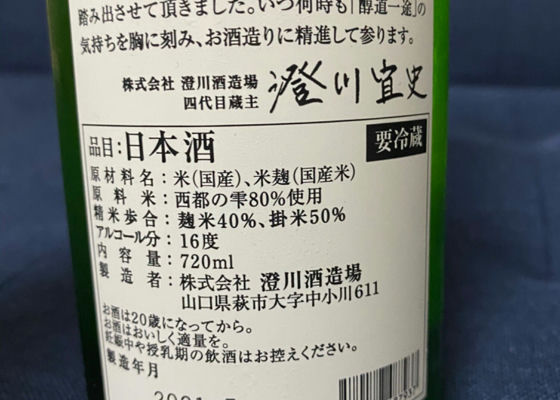 踏み出させて頂きました。いつ何時も「醇道一途」の
気持ちを胸に刻み、お酒造りに精進して参ります。
株式会社 澄川酒造場
四代目蔵主 澄川宜史
品目:日本酒 要冷蔵
原材料名:米(国産)、米麹(国産米)
原料米:西都の雫80%使用
精米歩合:麹米40%、掛米50%
アルコール分:16度
内容量:720ml
製造者:株式会社 澄川酒造場
山口県萩市大字中小川611
お酒は20歳になってから。
お酒はおいしく適量を。
妊娠中や授乳期の飲酒はお控えください。
製造年月